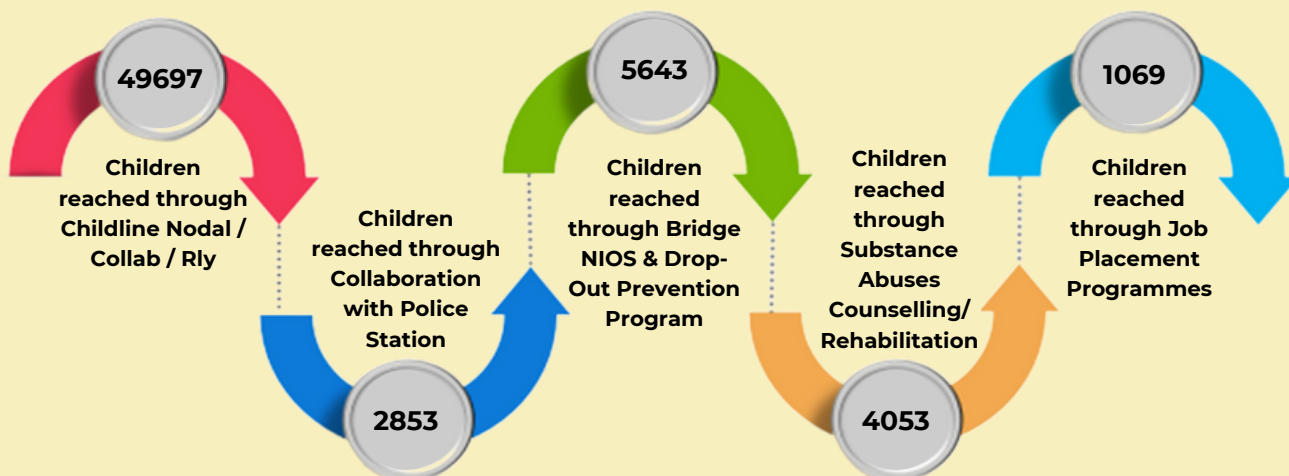 49697
Children
reached through
Childline Nodal /
Collab / Rly
Children
reached through
Collaboration
with Police
Station
2853
5643
Children
reached
through Bridge
NIOS & Drop-
Out Prevention
Program
Children
reached
through
Substance
Abuses
Counselling/
Rehabilitation
4053
1069
Children
reached
through Job
Placement
Programmes